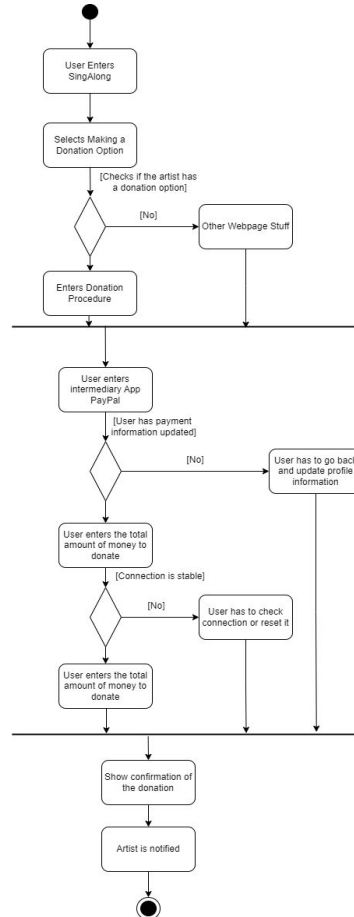 User Enters
SingAlong
Selects Making a
Donation Option
[Checks if the artist has
a donation option]
[No]
Other Webpage Stuff
Enters Donation
Procedure
User enters
intermediary App
PayPal
[User has payment
information updated]
[No]
User has to go back
and update profile
information
User enters the total
amount of money to
donate
[Connection is stable]
[No]
User has to check
connection or reset it
User enters the total
amount of money to
donate
Show confirmation of
the donation
Artist is notified